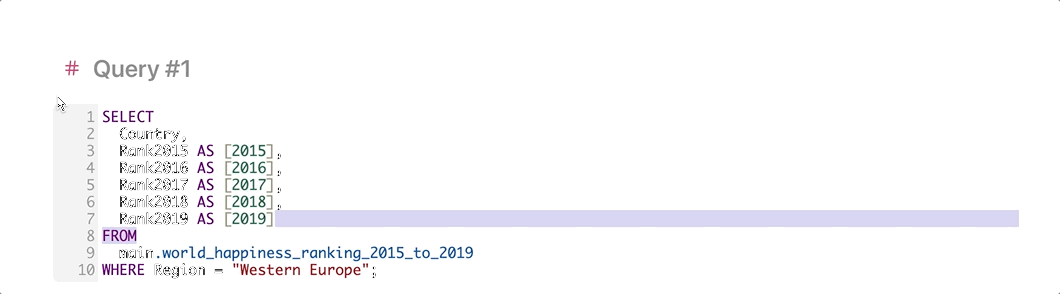 # Query #1
1 SELECT
2 Country,
3 Rank2015 AS [2015],
4 Rank2016 AS [2016],
5 Rank2017 AS [2017],
6 Rank2018 AS [2018],
7 Rank2019 AS [2019]
8 FROM
9 main.world_happiness_ranking_2015_to_2019
10 WHERE Region = "Western Europe";